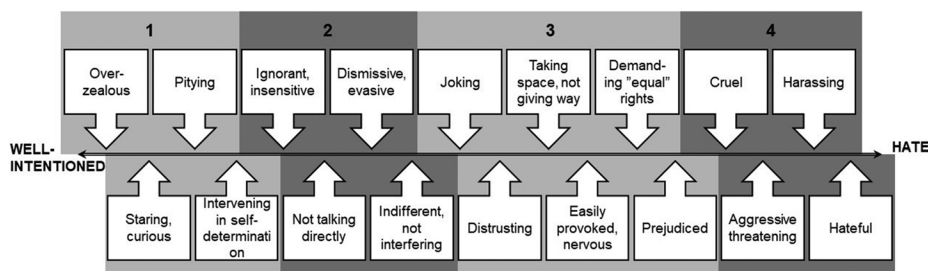 1
2
3
4
Over-
zealous
Pitying
Ignorant,
insensitive
Dismissive,
evasive
Joking
Taking
space, not
giving way
Demand-
ing ”equal”
rights
Cruel
Harassing
WELL-
INTENTIONED
HATE
Staring,
curious
Intervening
in self-
determinati
on
Not talking
directly
Indifferent,
not
interfering
Distrusting
Easily
provoked,
nervous
Prejudiced
Aggressive
threatening
Hateful